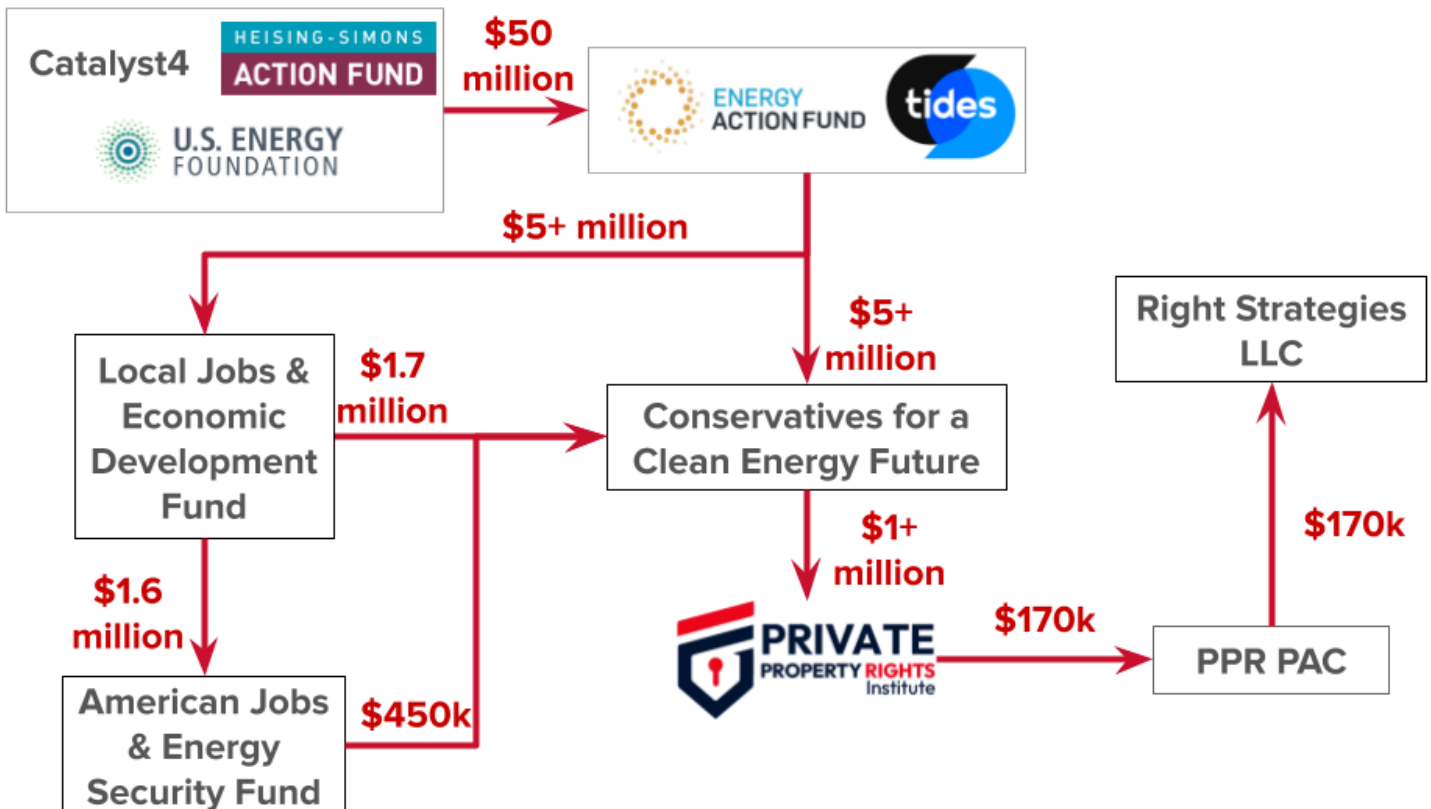 Catalyst4
HEISING-SIMONS
ACTION FUND
U.S. ENERGY
FOUNDATION
$50
million
ENERGY
ACTION FUND
tides
$5+ million
$5+
million
Local Jobs &
Economic
Development
Fund
$1.7
million
Conservatives for a
Clean Energy Future
Right Strategies
LLC
$1.6
million
$1+
million
$170k
American Jobs
& Energy
Security Fund
$450k
PRIVATE
PROPERTY RIGHTS
Institute
$170k
PPR PAC